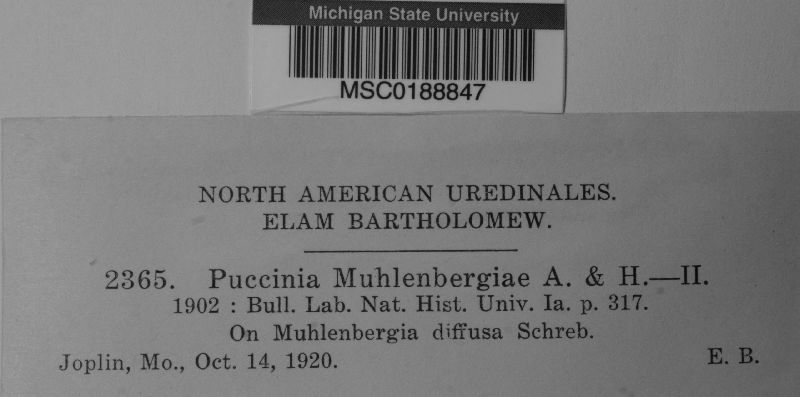 Michigan State University
MSC0188847
NORTH AMERICAN UREDINALES.
ELAM BARTHOLOMEW.
2365. Puccinia Muhlenbergiae A. & H.—II.
1902 : Bull. Lab. Nat. Hist. Univ. Ia. p. 317.
On Muhlenbergia diffusa Schreb.
Joplin, Mo., Oct. 14, 1920. E. B.